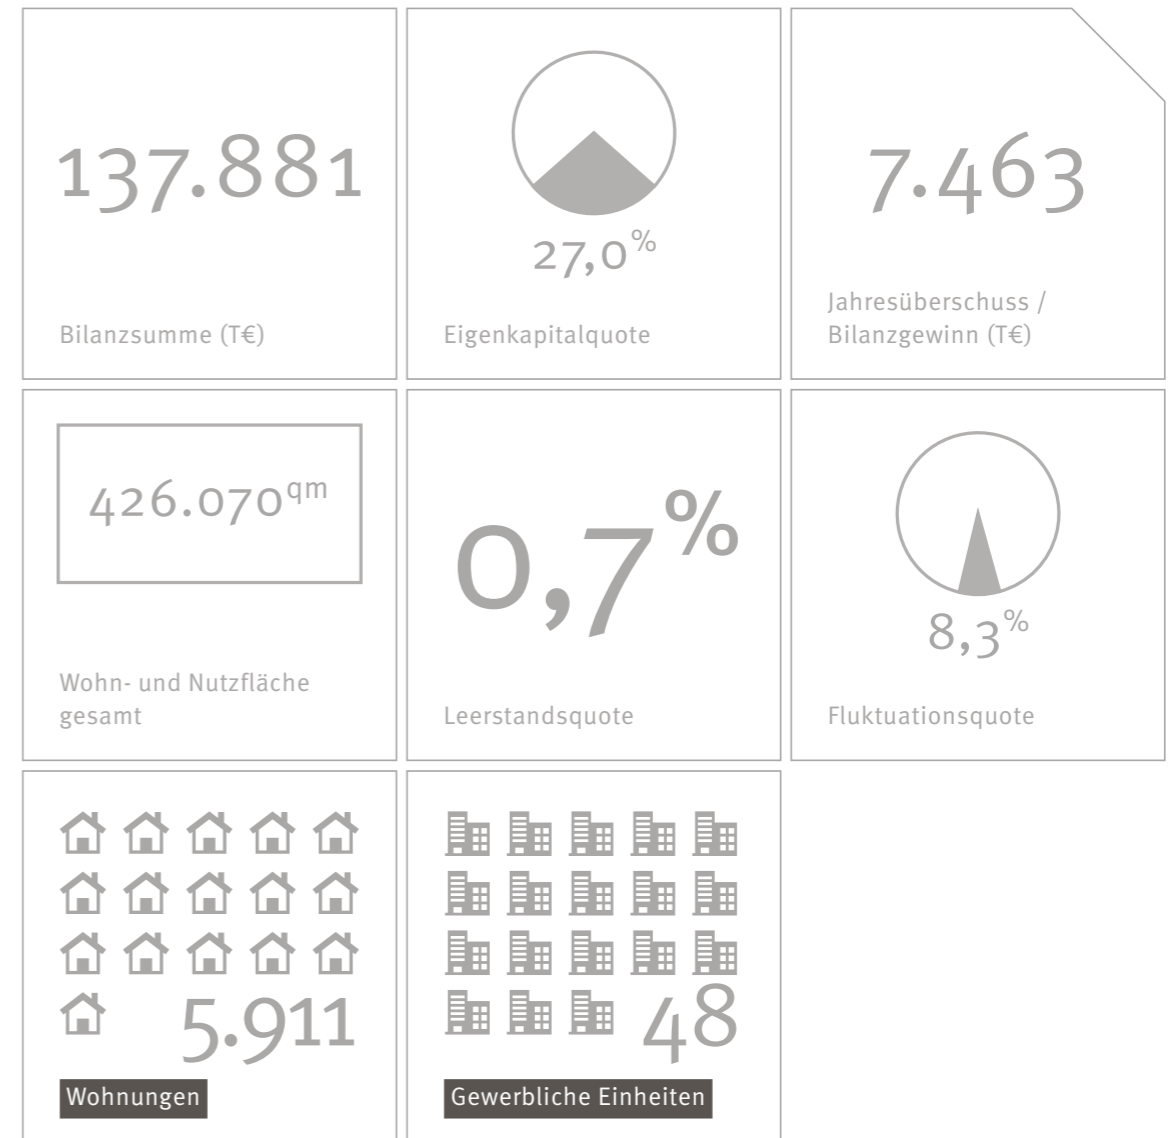 137.881
Bilanzsumme (T€)
27,0%
Eigenkapitalquote
7.463
Jahresüberschuss /
Bilanzgewinn (T€)
426.070qm
Wohn- und Nutzfläche
gesamt
0,7%
Leerstandsquote
8,3%
Fluktuationsquote
5.911
Wohnungen
48
Gewerbliche Einheiten